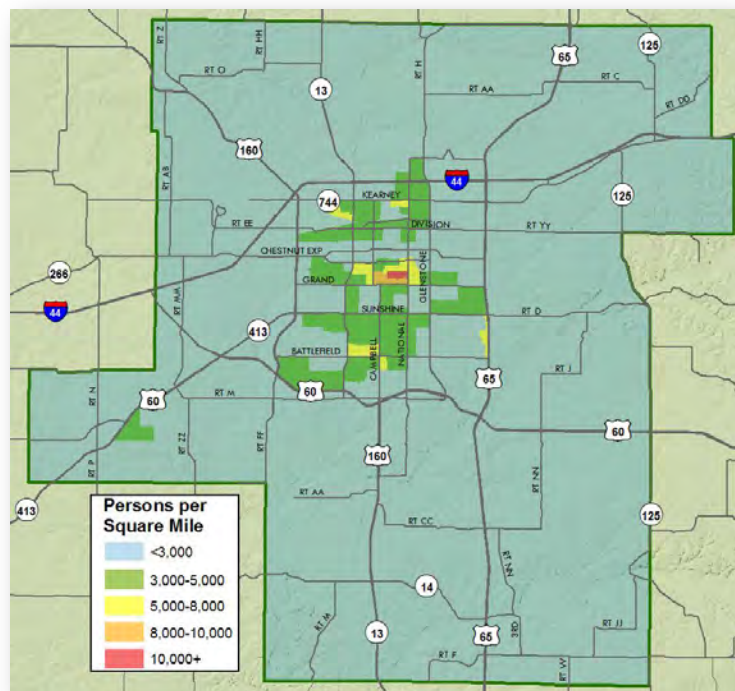 RT Z
RT HH
RT H
65
125
RT O
13
RT AA
RT C
RT DD
160
RT AB
44
KEARNEY
744
125
RT EE
DIVISION
RT YY
CHESTNUT EXP
266
GRAND
GLENSTONE
RT WW
SUNSHINE
RT D
44
413
NATIONAL
CAMPBELL
BATTLEFIELD
65
RT J
RT N
60
RT M
60
60
RT ZZ
RT FF
RT P
160
RT NN
RT AA
413
RT CC
125
Persons per
Square Mile
<3,000
3,000-5,000
5,000-8,000
8,000-10,000
10,000+
RT NN
14
RT M
13
65
3RD
RT JJ
RT F
RT W